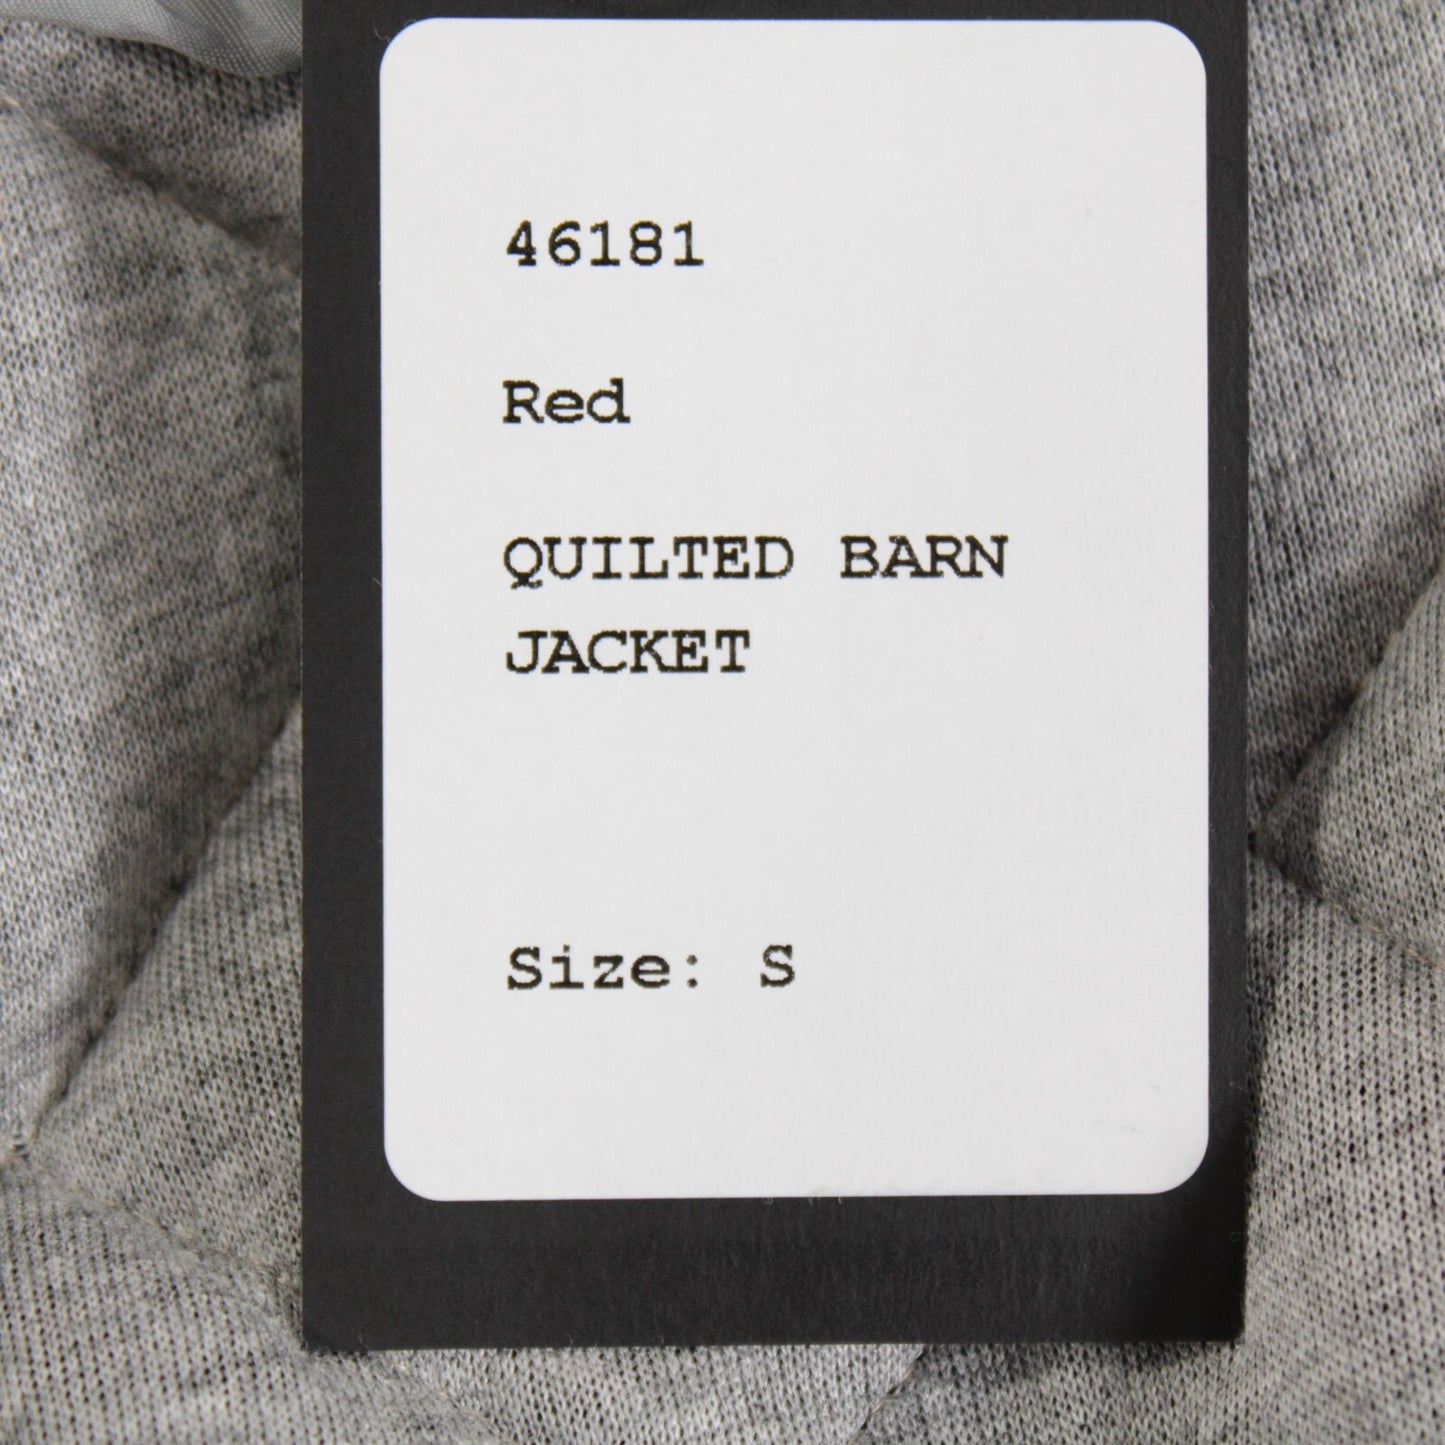 46181
Red
QUILTED BARN
JACKET
Size: S